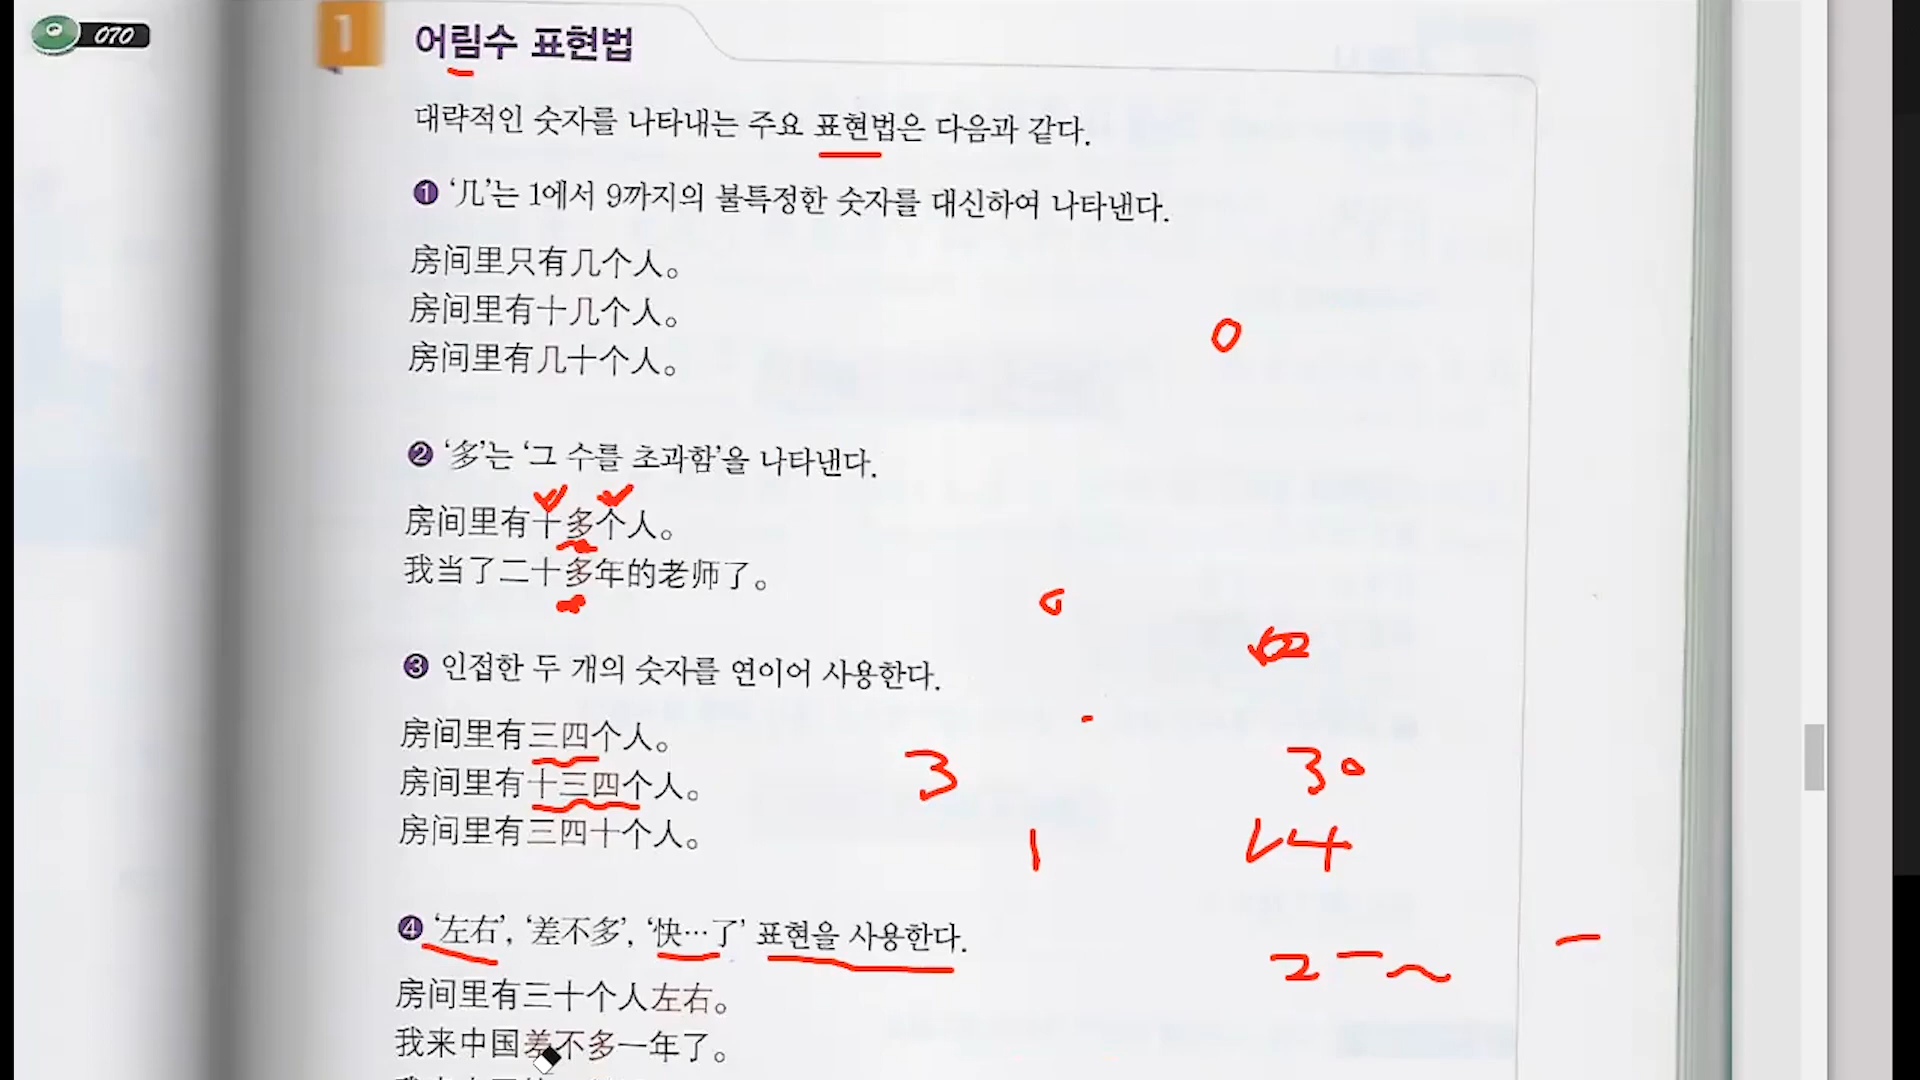 070
1 어림수 표현법
대략적인 숫자를 나타내는 주요 표현법은 다음과 같다.
❶ ‘几’는 1에서 9까지의 불특정한 숫자를 대신하여 나타낸다.
房间里只有几个人。
房间里有十几个人。
房间里有几十个人。
0
❷ ‘多’는 ‘그 수를 초과함’을 나타낸다.
房间里有十多个人。
我当了二十多年的老师了。
❸ 인접한 두 개의 숫자를 연이어 사용한다.
房间里有三四个人。
房间里有十三四个人。
房间里有三四十个人。
3
30
1
14
❹ ‘左右’, ‘差不多’, ‘快…了’ 표현을 사용한다.
2
房间里有三十个人左右。
我来中国差不多一年了。